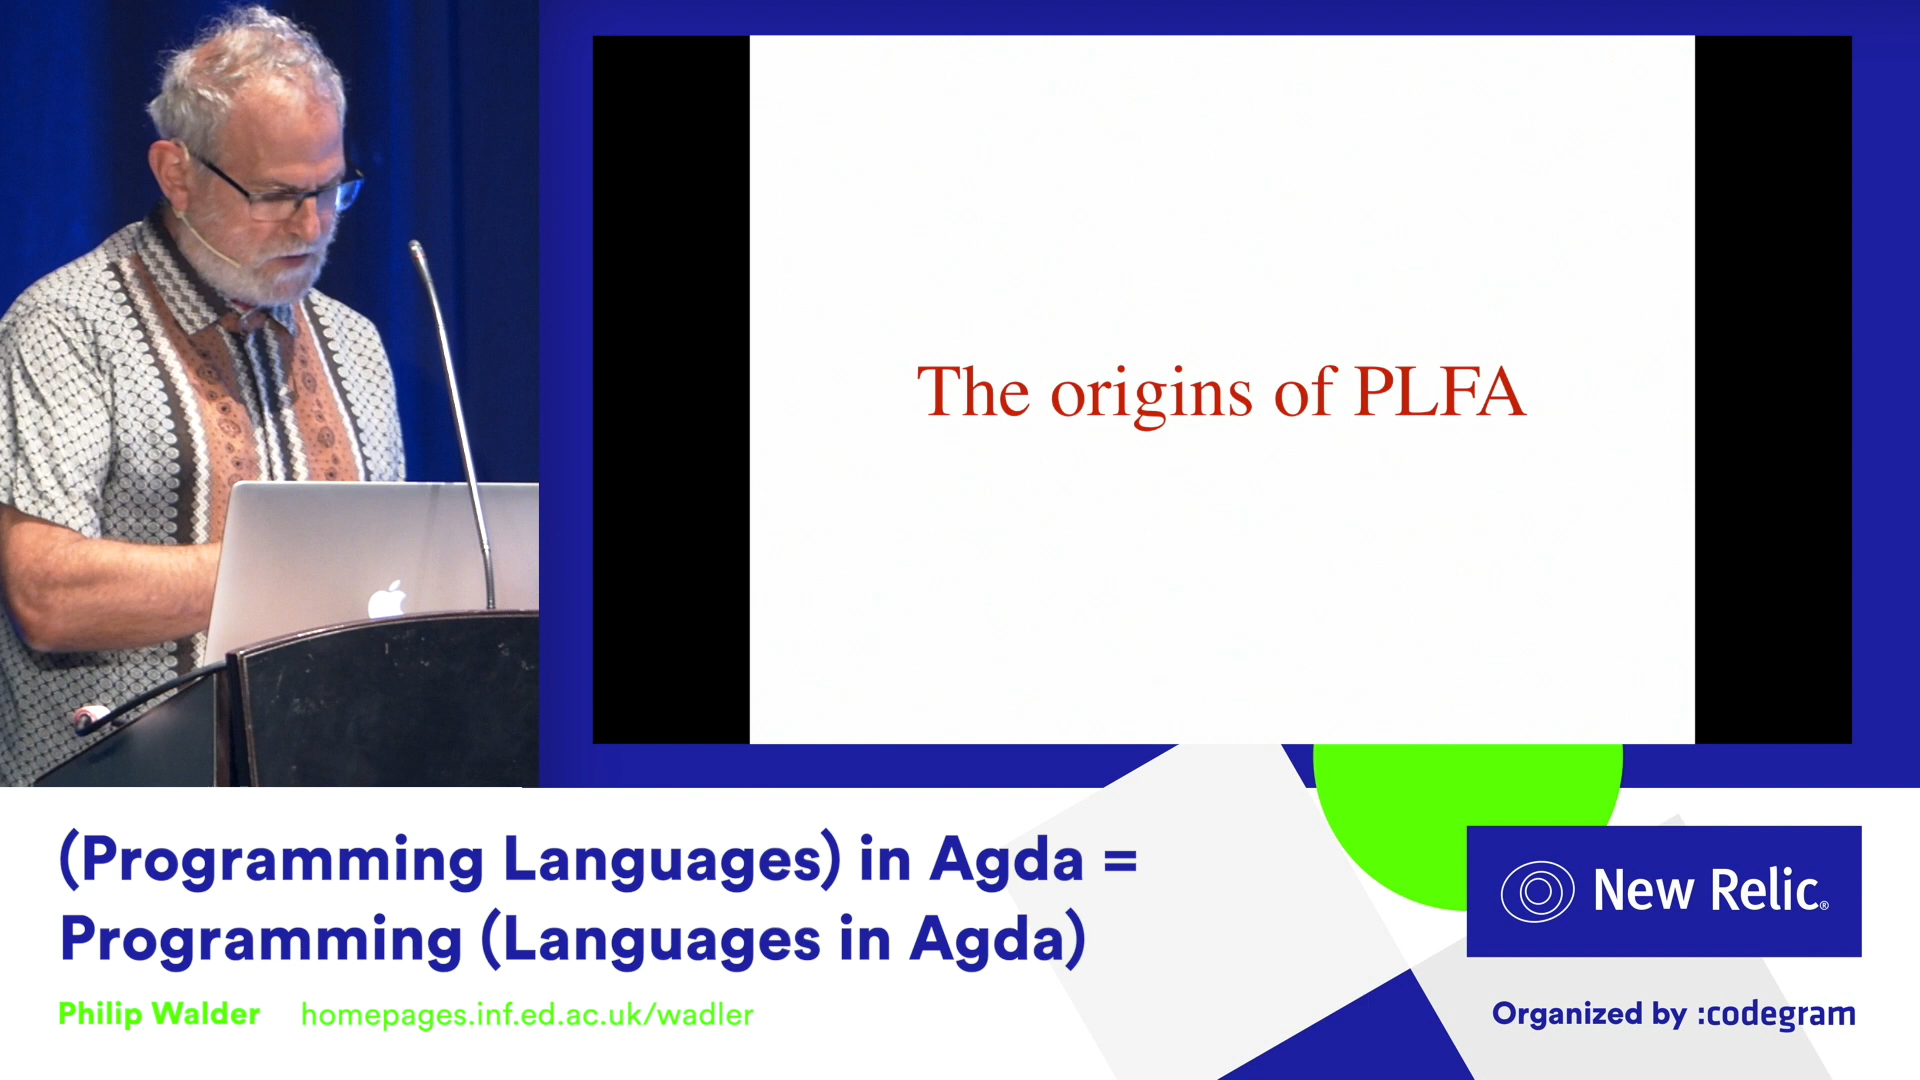 The origins of PLFA
(Programming Languages) in Agda =
Programming (Languages in Agda)
Philip Walder homepages.inf.ed.ac.uk/wadler
New Relic®
Organized by :codegram